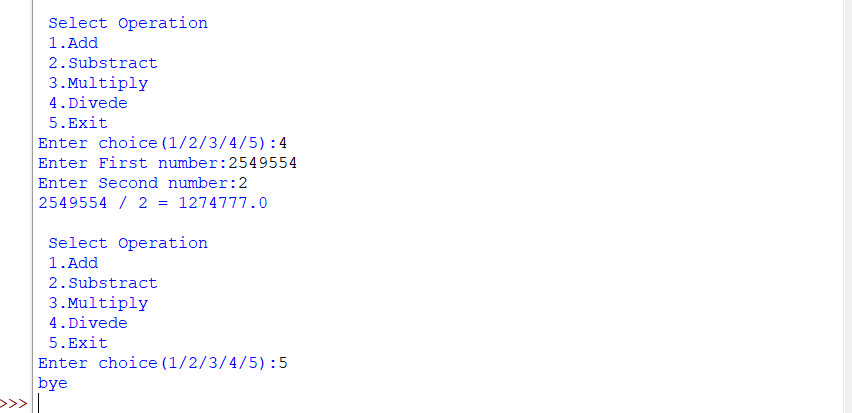 Select Operation
1.Add
2.Substract
3.Multiply
4.Divede
5.Exit
Enter choice(1/2/3/4/5):4
Enter First number:2549554
Enter Second number:2
2549554 / 2 = 1274777.0
Select Operation
1.Add
2.Substract
3.Multiply
4.Divede
5.Exit
Enter choice(1/2/3/4/5):5
bye
>>>